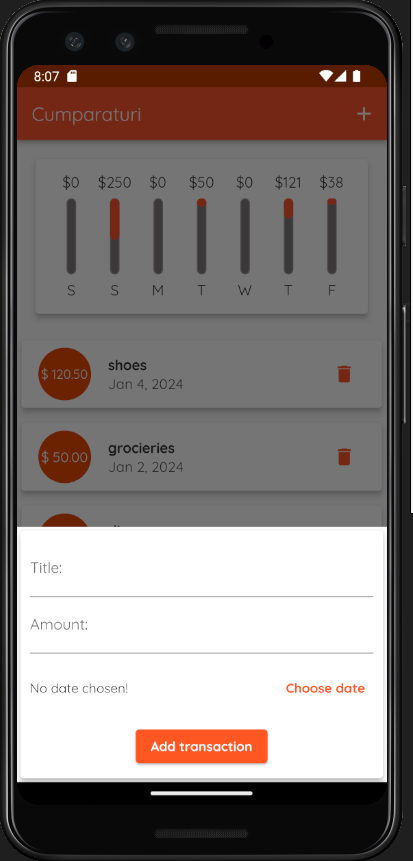 8:07
Cumparaturi +
$0 $250 $0 $50 $0 $121 $38
S S M T W T F
$ 120.50
shoes
Jan 4, 2024
$ 50.00
grocieries
Jan 2, 2024
Title:
Amount:
No date chosen! Choose date
Add transaction